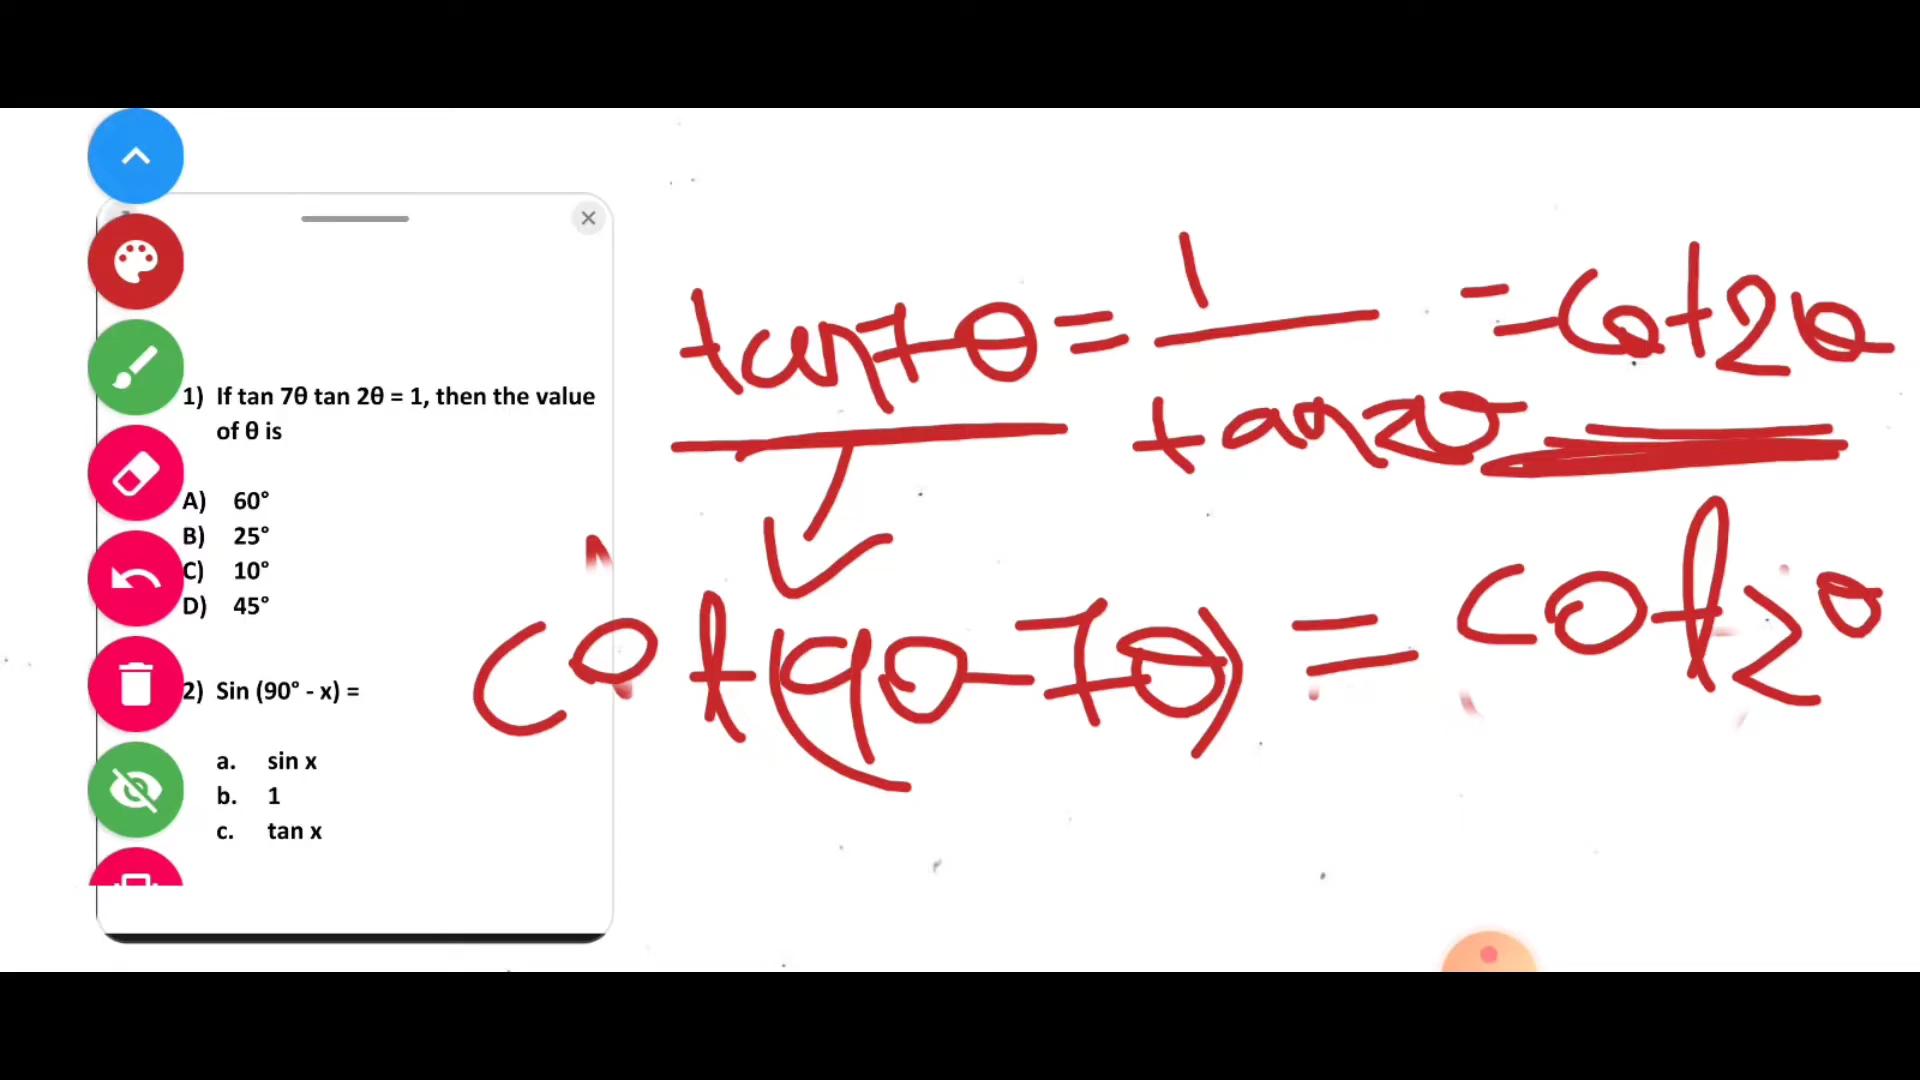 1) If tan 7θ tan 2θ = 1, then the value
of θ is
A) 60°
B) 25°
C) 10°
D) 45°
2) Sin (90° - x) =
a. sin x
b. 1
c. tan x
tan7θ = 1 = cot2θ
tan2θ
cot(90-7θ) = cot2θ